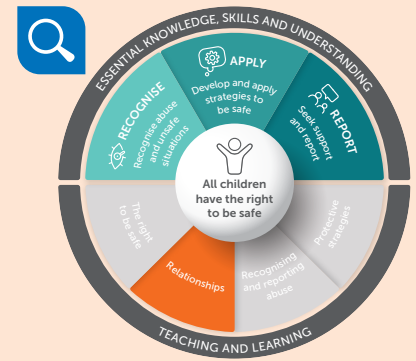 ESSENTIAL KNOWLEDGE, SKILLS AND UNDERSTANDING
RECOGNISE
Recognise abuse
and unsafe
situations
APPLY
Develop and apply
strategies to
be safe
REPORT
Seek support
and report
All children
have the right
to be safe
The right
to be safe
Relationships
Recognising
and reporting
abuse
Protective
strategies
TEACHING AND LEARNING